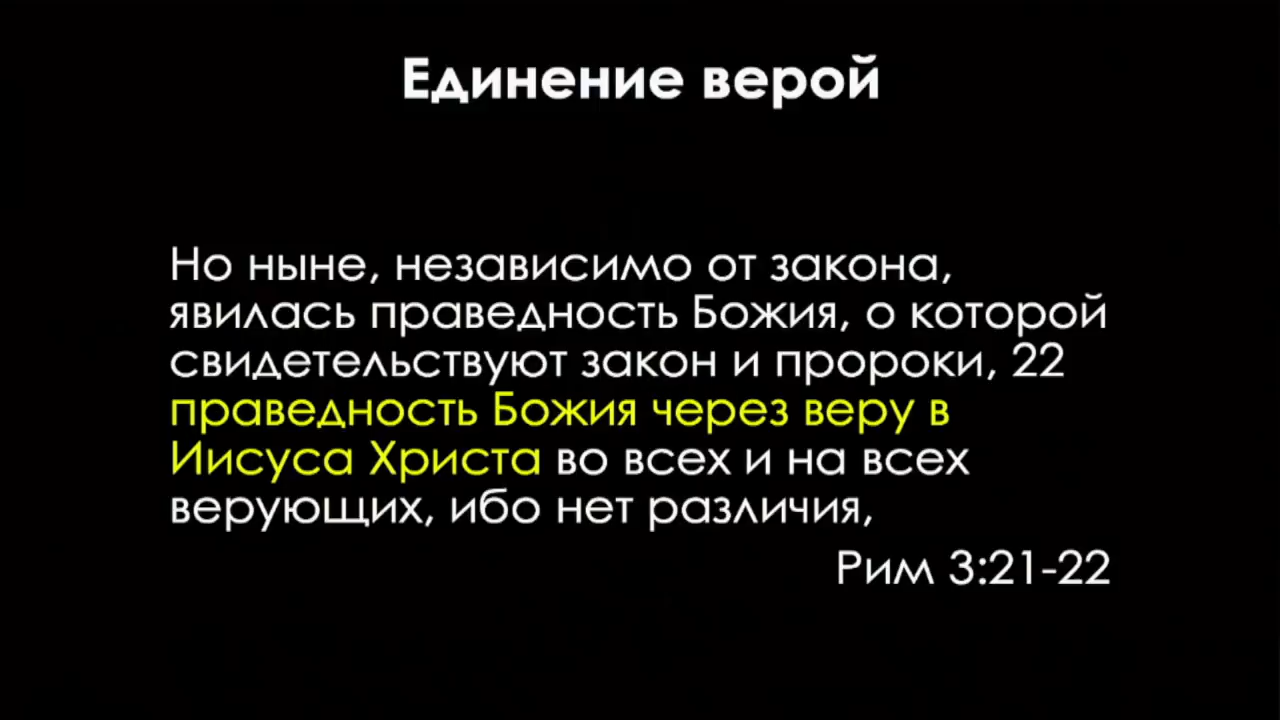 Единение верой
Но ныне, независимо от закона,
явилась праведность Божия, о которой
свидетельствуют закон и пророки, 22
праведность Божия через веру в
Иисуса Христа во всех и на всех
верующих, ибо нет различия,
Рим 3:21-22